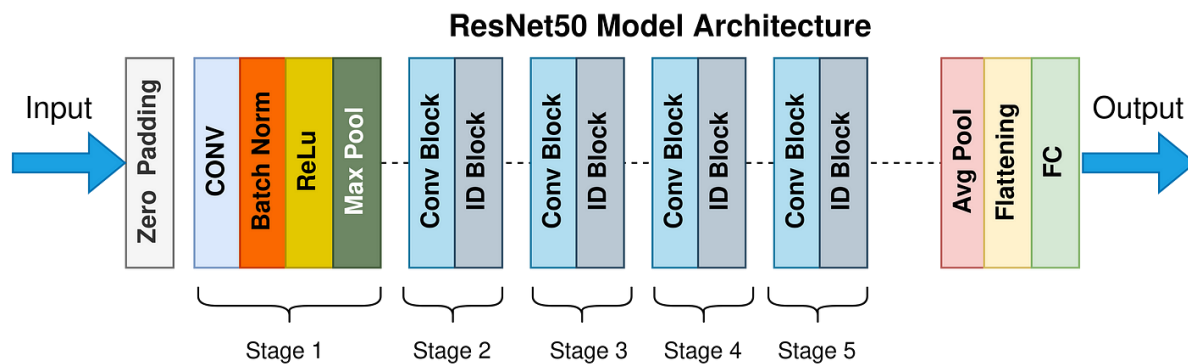 ResNet50 Model Architecture
Input
Zero Padding
CONV
Batch Norm
ReLu
Max Pool
Conv Block
ID Block
Conv Block
ID Block
Conv Block
ID Block
Conv Block
ID Block
Avg Pool
Flattening
FC
Output
Stage 1
Stage 2
Stage 3
Stage 4
Stage 5